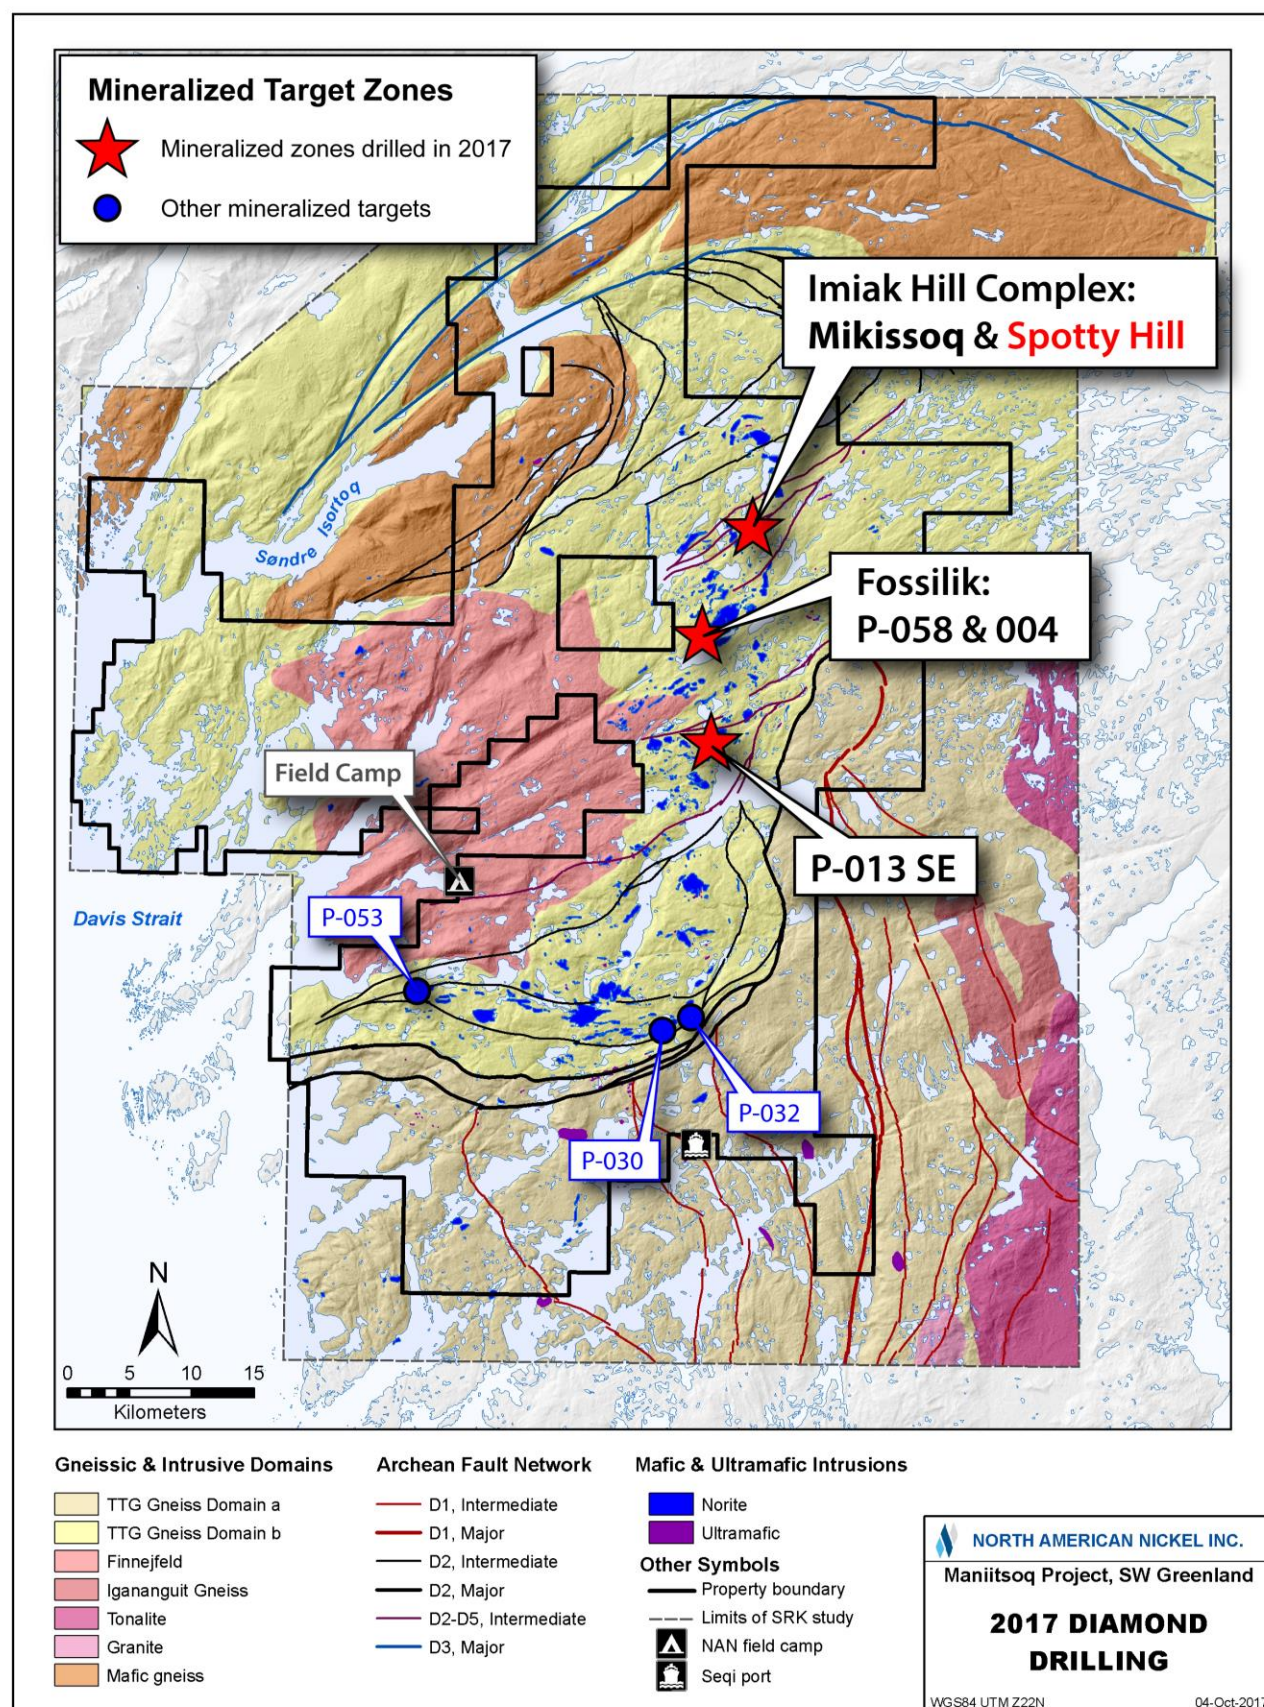 Mineralized Target Zones
Mineralized zones drilled in 2017
Other mineralized targets
Imiak Hill Complex:
Mikissoq & Spotty Hill
Søndre Isortoq
Fossilik:
P-058 & 004
Field Camp
P-013 SE
P-053
Davis Strait
P-032
P-030
N
0 5 10 15
Kilometers
Gneissic & Intrusive Domains
TTG Gneiss Domain a
TTG Gneiss Domain b
Finnejfeld
Igananguit Gneiss
Tonalite
Granite
Mafic gneiss
Archean Fault Network
D1, Intermediate
D1, Major
D2, Intermediate
D2, Major
D2-D5, Intermediate
D3, Major
Mafic & Ultramafic Intrusions
Norite
Ultramafic
Other Symbols
Property boundary
Limits of SRK study
NAN field camp
Seqi port
NORTH AMERICAN NICKEL INC.
Maniitsoq Project, SW Greenland
2017 DIAMOND
DRILLING
WGS84 UTM Z22N 04-Oct-2017